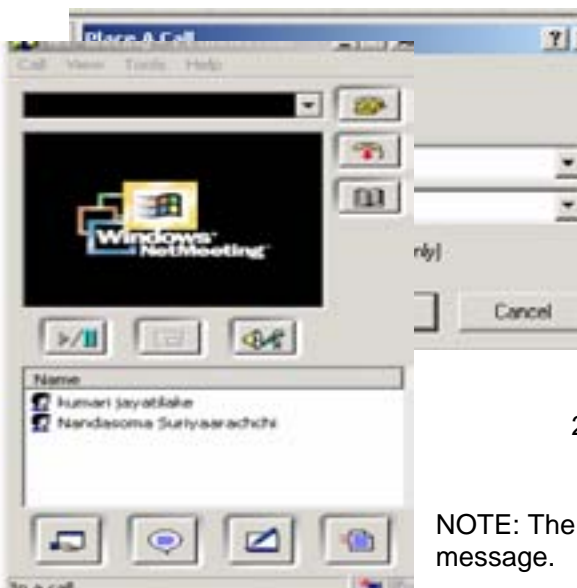 Place A Call
Call View Tools Help
Windows
NetMeeting
Name
kumari jayatilake
Nandasoma Suriyaarachchi
In a call
Cancel
2
NOTE: The
message.